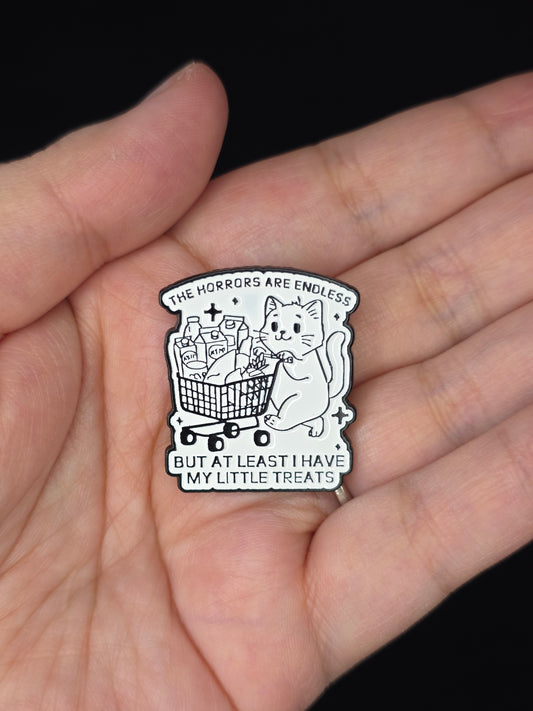 THE HORRORS ARE ENDLESS
BUT AT LEAST I HAVE
MY LITTLE TREATS